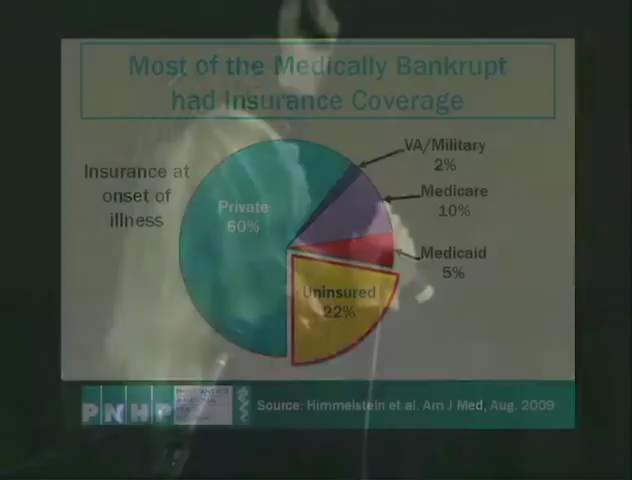 Most of the Medically Bankrupt
had Insurance Coverage
Insurance at
onset of
illness
VA/Military
2%
Medicare
10%
Private
60%
Medicaid
5%
Uninsured
22%
PNHP
Source: Himmelstein et al. Am J Med, Aug. 2009